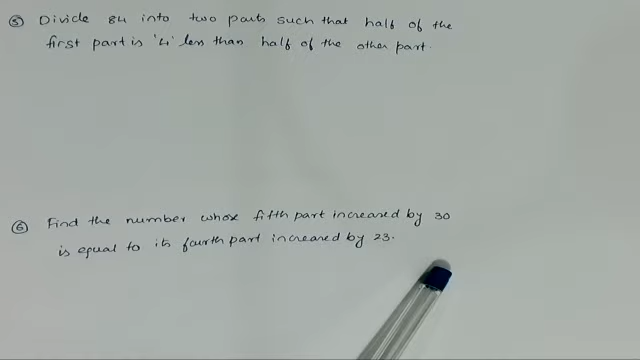 ⑤ Divide 84 into two parts such that half of the
first part is '4' less than half of the other part.
⑥ Find the number whose fifth part increased by 30
is equal to its fourth part increased by 23.